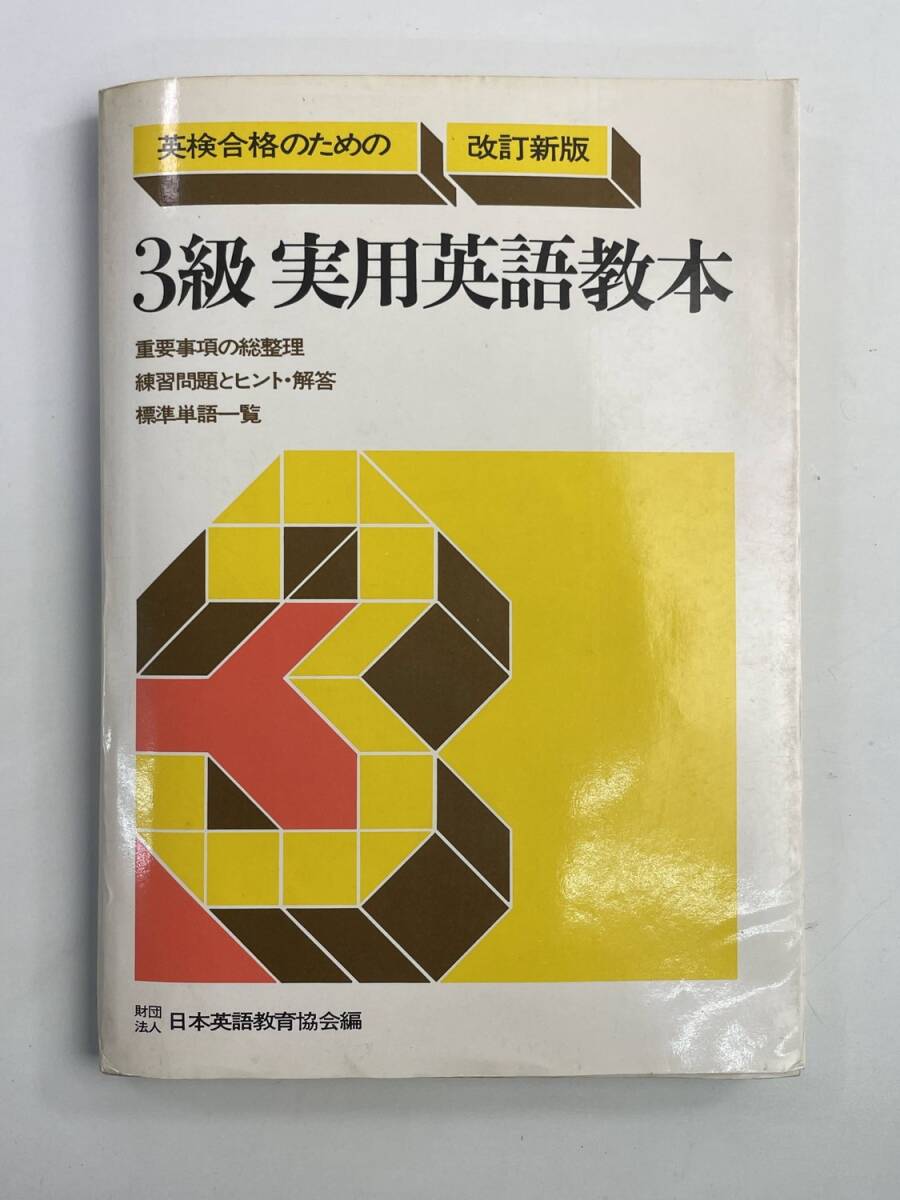 英検合格のための 改訂新版
3級 実用英語教本
重要事項の総整理
練習問題とヒント・解答
標準単語一覧
財団法人 日本英語教育協会編